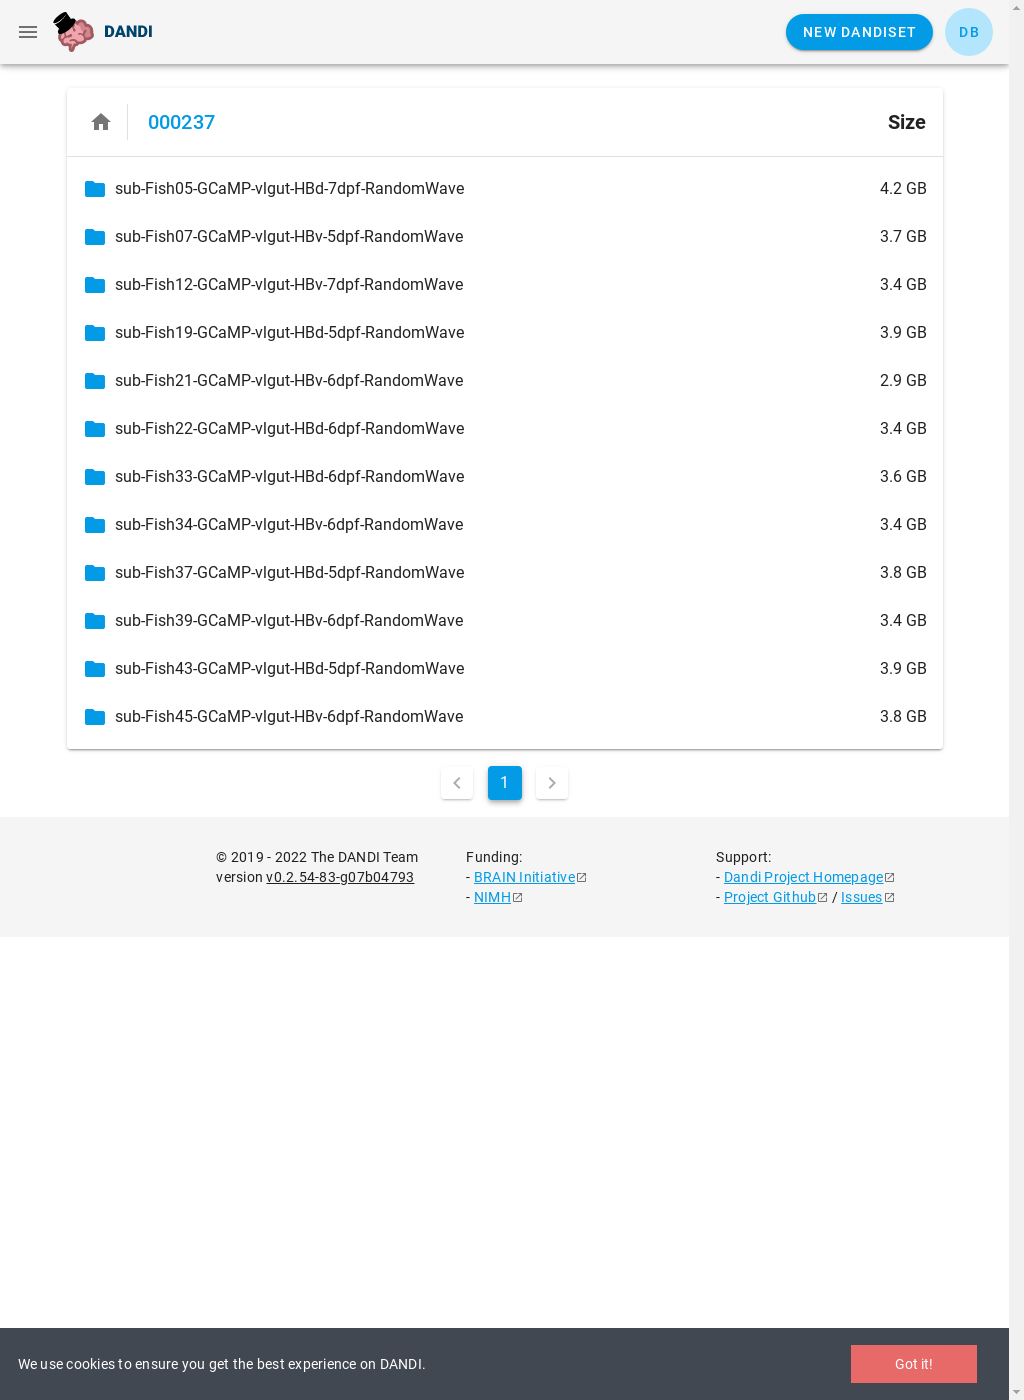 DANDI
NEW DANDISET
DB
000237
Size
sub-Fish05-GCaMP-vlgut-HBd-7dpf-RandomWave 4.2 GB
sub-Fish07-GCaMP-vlgut-HBv-5dpf-RandomWave 3.7 GB
sub-Fish12-GCaMP-vlgut-HBv-7dpf-RandomWave 3.4 GB
sub-Fish19-GCaMP-vlgut-HBd-5dpf-RandomWave 3.9 GB
sub-Fish21-GCaMP-vlgut-HBv-6dpf-RandomWave 2.9 GB
sub-Fish22-GCaMP-vlgut-HBd-6dpf-RandomWave 3.4 GB
sub-Fish33-GCaMP-vlgut-HBd-6dpf-RandomWave 3.6 GB
sub-Fish34-GCaMP-vlgut-HBv-6dpf-RandomWave 3.4 GB
sub-Fish37-GCaMP-vlgut-HBd-5dpf-RandomWave 3.8 GB
sub-Fish39-GCaMP-vlgut-HBv-6dpf-RandomWave 3.4 GB
sub-Fish43-GCaMP-vlgut-HBd-5dpf-RandomWave 3.9 GB
sub-Fish45-GCaMP-vlgut-HBv-6dpf-RandomWave 3.8 GB
1
© 2019 - 2022 The DANDI Team
version v0.2.54-83-g07b04793
Funding:
- BRAIN Initiative
- NIMH
Support:
- Dandi Project Homepage
- Project Github / Issues
We use cookies to ensure you get the best experience on DANDI.
Got it!